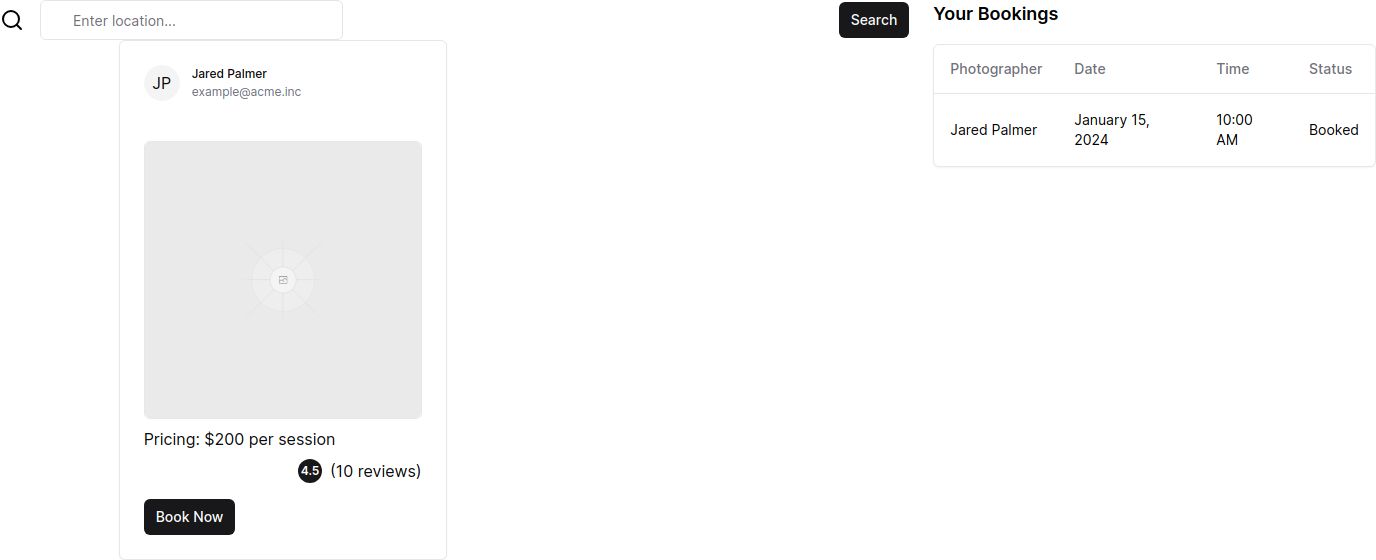 Enter location...
Search
JP
Jared Palmer
example@acme.inc
Pricing: $200 per session
4.5 (10 reviews)
Book Now
Your Bookings
Photographer Date Time Status
Jared Palmer January 15, 2024 10:00 AM Booked